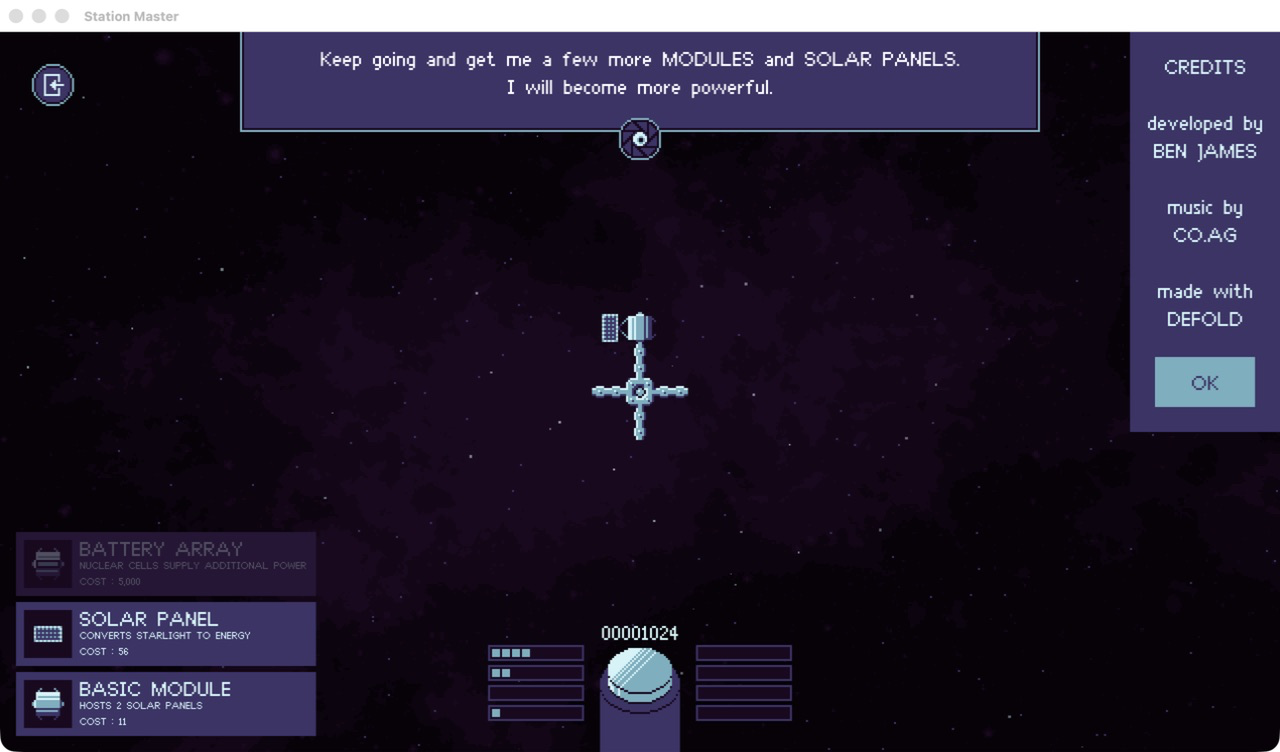 Station Master
Keep going and get me a few more MODULES and SOLAR PANELS.
I will become more powerful.
CREDITS
developed by
BEN JAMES
music by
CO.AG
made with
DEFOLD
OK
BATTERY ARRAY
NUCLEAR CELLS SUPPLY ADDITIONAL POWER
COST : 5,000
SOLAR PANEL
CONVERTS STARLIGHT TO ENERGY
COST : 56
BASIC MODULE
HOSTS 2 SOLAR PANELS
COST : 11
00001024